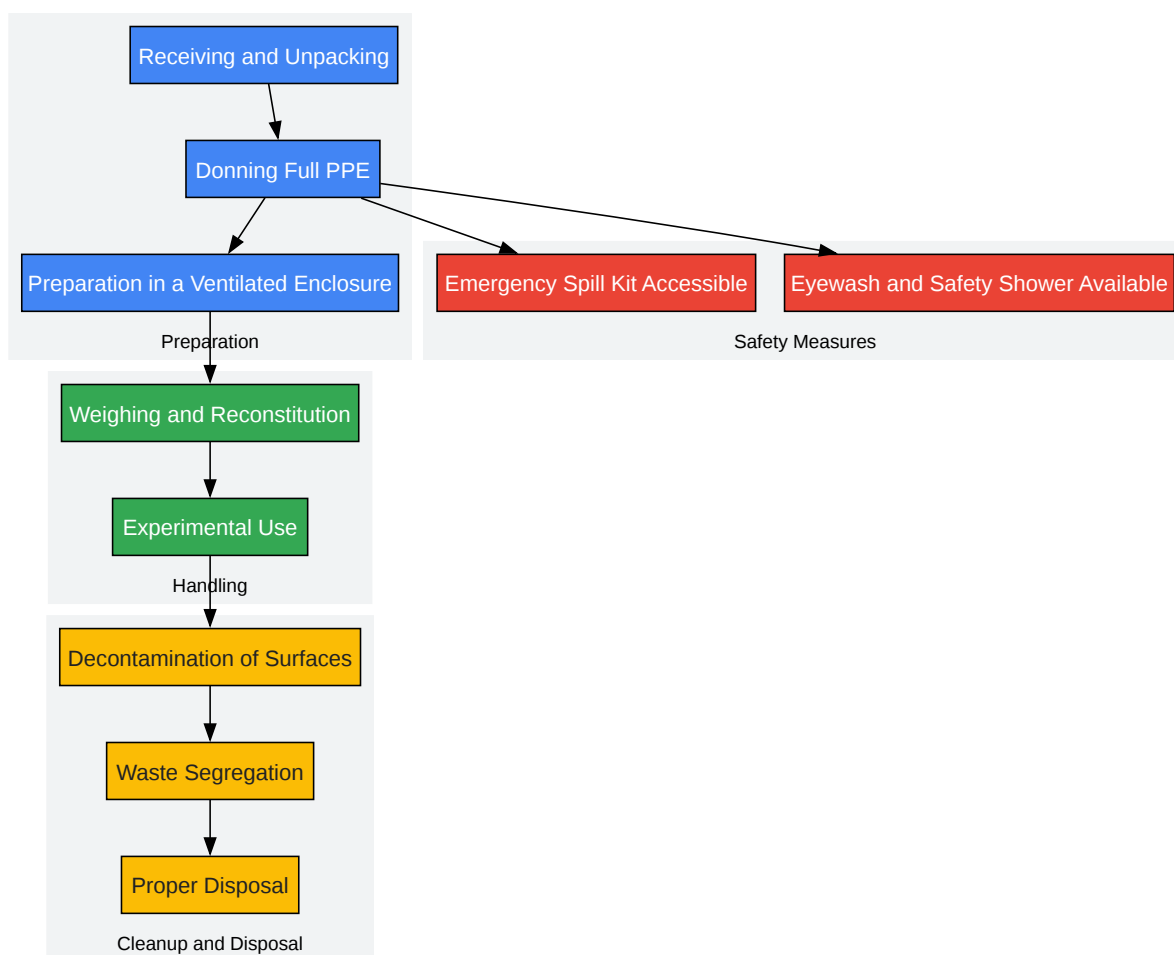 Receiving and Unpacking
Donning Full PPE
Preparation in a Ventilated Enclosure
Emergency Spill Kit Accessible
Eyewash and Safety Shower Available
Preparation
Safety Measures
Weighing and Reconstitution
Experimental Use
Handling
Decontamination of Surfaces
Waste Segregation
Proper Disposal
Cleanup and Disposal